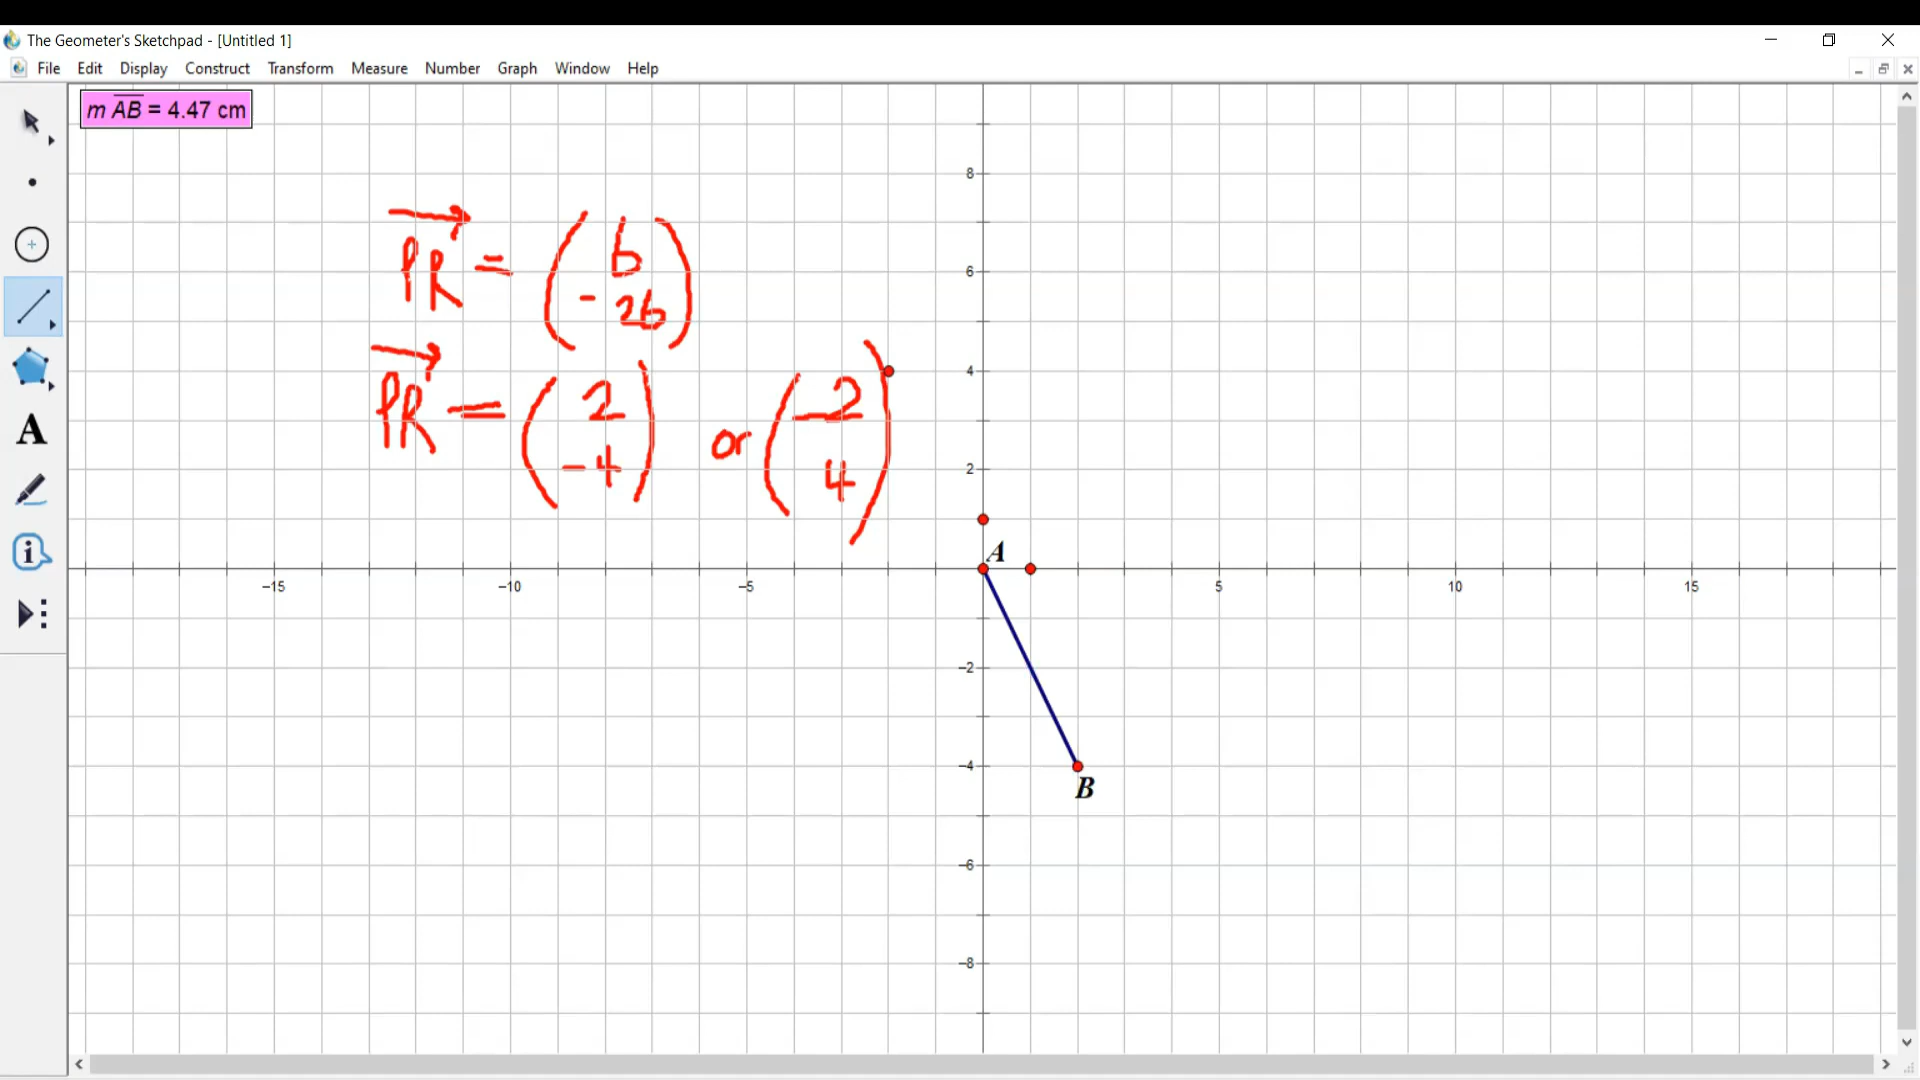 The Geometer's Sketchpad - [Untitled 1]
File Edit Display Construct Transform Measure Number Graph Window Help
m AB = 4.47 cm
PR = ( b
- 2b )
PR = ( 2
-4 ) or ( -2
4 )
8
6
4
2
A
-15 -10 -5 5 10 15
-2
-4
B
-6
-8
A
i